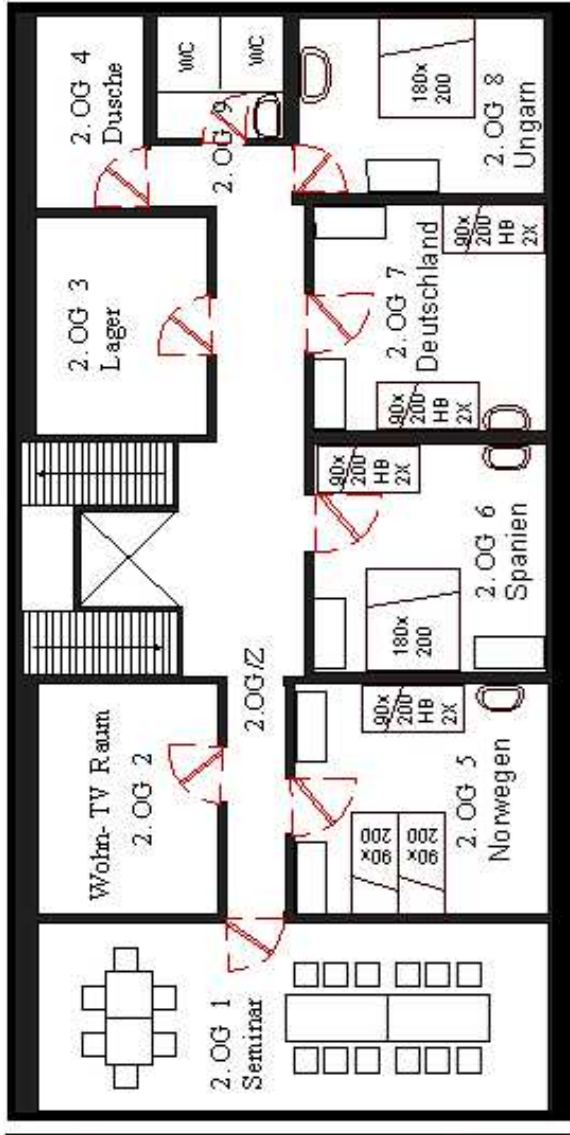 2. OG 4
Dusche
WC
WC
2. OG 9
180x
200
2. OG 8
Ungarn
2. OG 3
Lager
2. OG 7
Deutschland
90x
200
HB
2X
90x
200
HB
2X
90x
200
HB
2X
2. OG 6
Spanien
180x
200
2.OG/Z
Wohn- TV Raum
2. OG 2
90x
200
HB
2X
90x
200
90x
200
2. OG 5
Norwegen
2. OG 1
Seminar